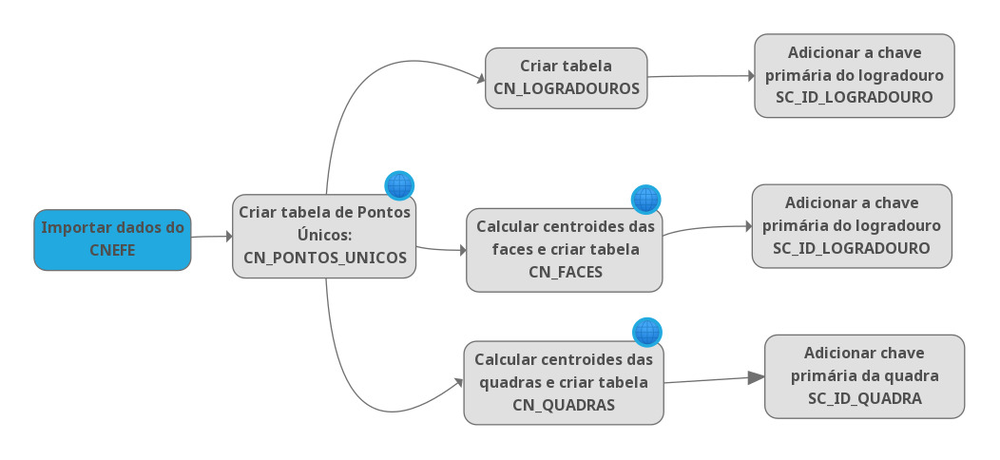 Importar dados do
CNEFE
Criar tabela de Pontos
Únicos:
CN_PONTOS_UNICOS
Criar tabela
CN_LOGRADOUROS
Adicionar a chave
primária do logradouro
SC_ID_LOGRADOURO
Calcular centroides das
faces e criar tabela
CN_FACES
Adicionar a chave
primária do logradouro
SC_ID_LOGRADOURO
Calcular centroides das
quadras e criar tabela
CN_QUADRAS
Adicionar chave
primária da quadra
SC_ID_QUADRA